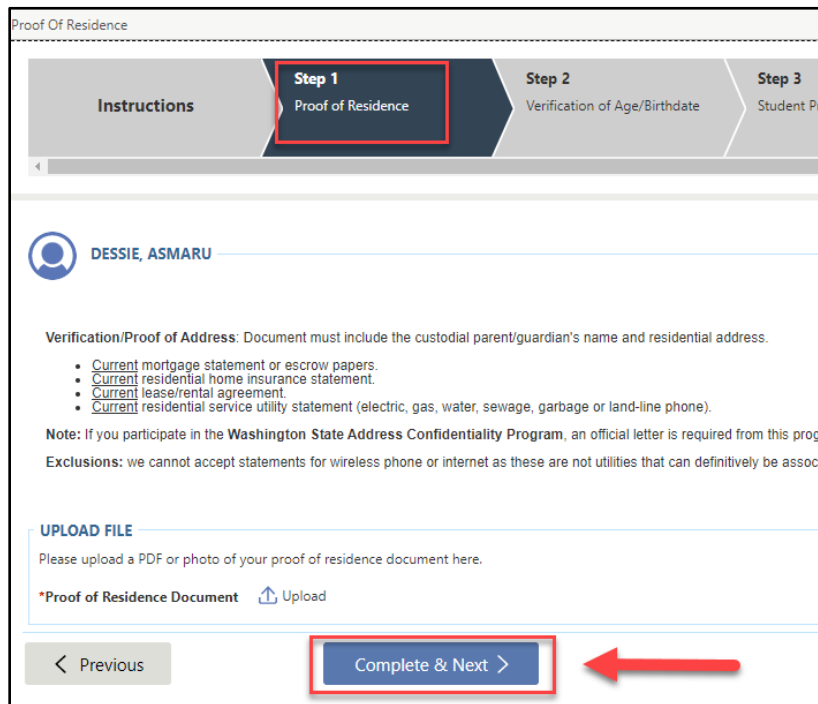 Proof Of Residence
Instructions
Step 1
Proof of Residence
Step 2
Verification of Age/Birthdate
Step 3
Student
DESSIE, ASMARU
Verification/Proof of Address: Document must include the custodial parent/guardian's name and residential address.
Current mortgage statement or escrow papers.
Current residential home insurance statement.
Current lease/rental agreement.
Current residential service utility statement (electric, gas, water, sewage, garbage or land-line phone).
Note: If you participate in the Washington State Address Confidentiality Program, an official letter is required from this
Exclusions: we cannot accept statements for wireless phone or internet as these are not utilities that can definitively be
UPLOAD FILE
Please upload a PDF or photo of your proof of residence document here.
*Proof of Residence Document Upload
Previous
Complete & Next